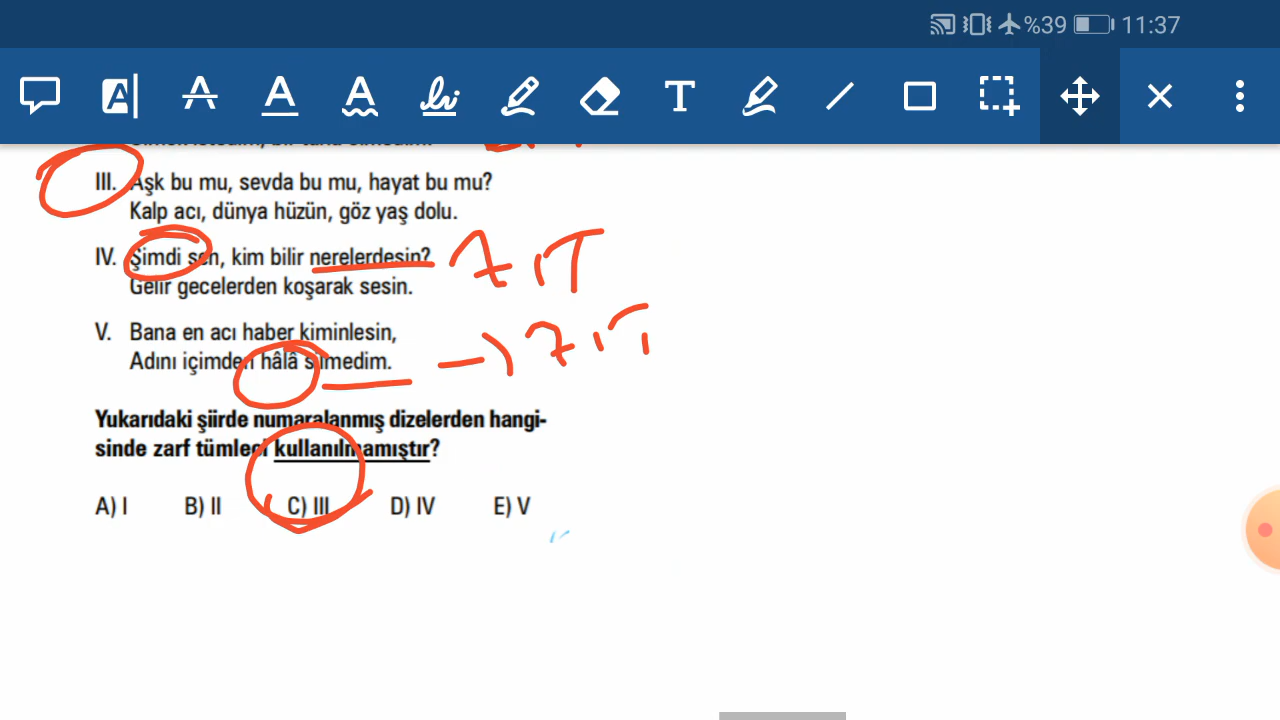 %39 11:37
III. Aşk bu mu, sevda bu mu, hayat bu mu?
Kalp acı, dünya hüzün, göz yaş dolu.
IV. Şimdi sen, kim bilir nerelerdesin? ZT
Gelir gecelerden koşarak sesin.
V. Bana en acı haber kiminlesin,
Adını içimden hâlâ silmedim. ZT
Yukarıdaki şiirde numaralanmış dizelerden hangi-
sinde zarf tümleci kullanılmamıştır?
A) I B) II C) III D) IV E) V